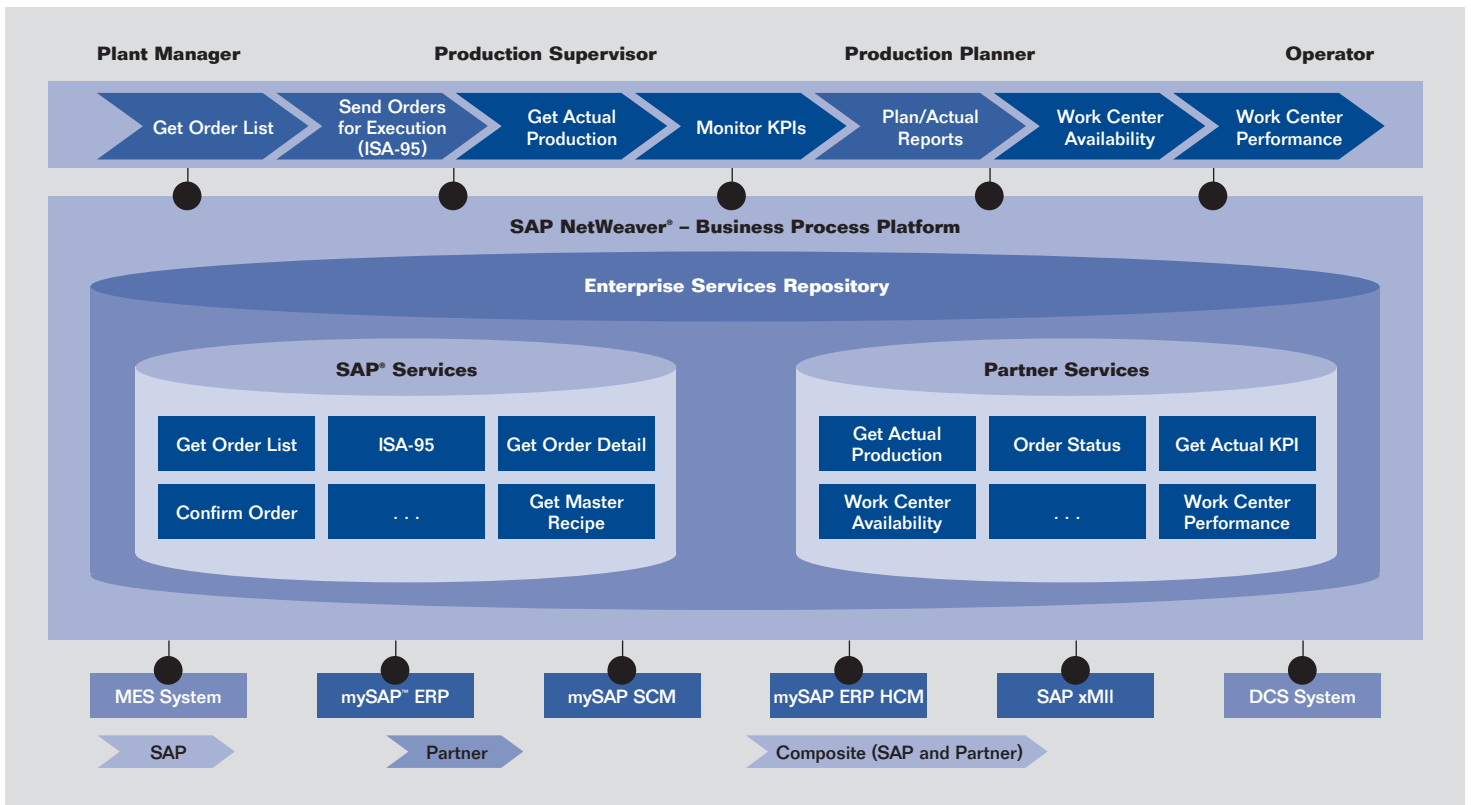 Plant Manager
Production Supervisor
Production Planner
Operator
Get Order List
Send Orders
for Execution
(ISA-95)
Get Actual
Production
Monitor KPIs
Plan/Actual
Reports
Work Center
Availability
Work Center
Performance
SAP NetWeaver® – Business Process Platform
Enterprise Services Repository
SAP® Services
Get Order List
ISA-95
Get Order Detail
Confirm Order
. . .
Get Master
Recipe
Partner Services
Get Actual
Production
Order Status
Get Actual KPI
Work Center
Availability
. . .
Work Center
Performance
MES System
mySAP™ ERP
mySAP SCM
mySAP ERP HCM
SAP xMII
DCS System
SAP
Partner
Composite (SAP and Partner)